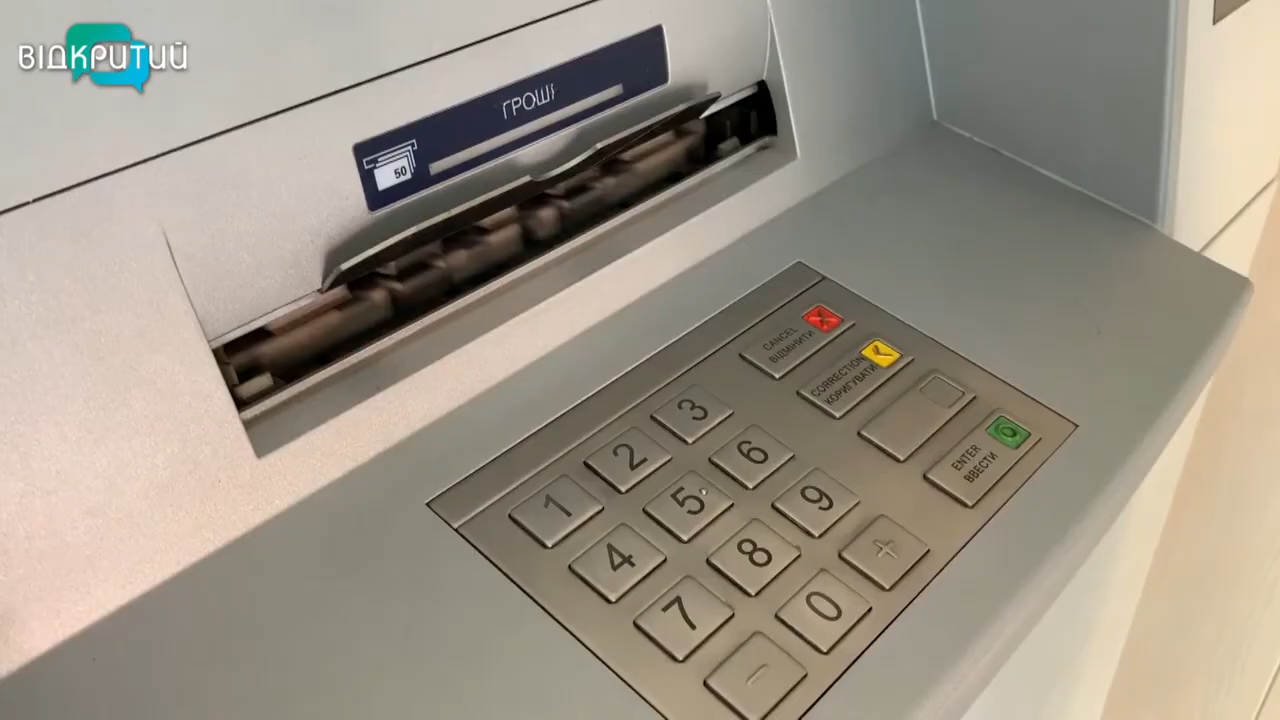 ВІДКРИТИЙ
ГРОШІ
50
CANCEL
ВІДМІНИТИ
CORRECTION
КОРИГУВАТИ
ENTER
ВВЕСТИ
1 2 3
4 5 6
7 8 9
- 0 +